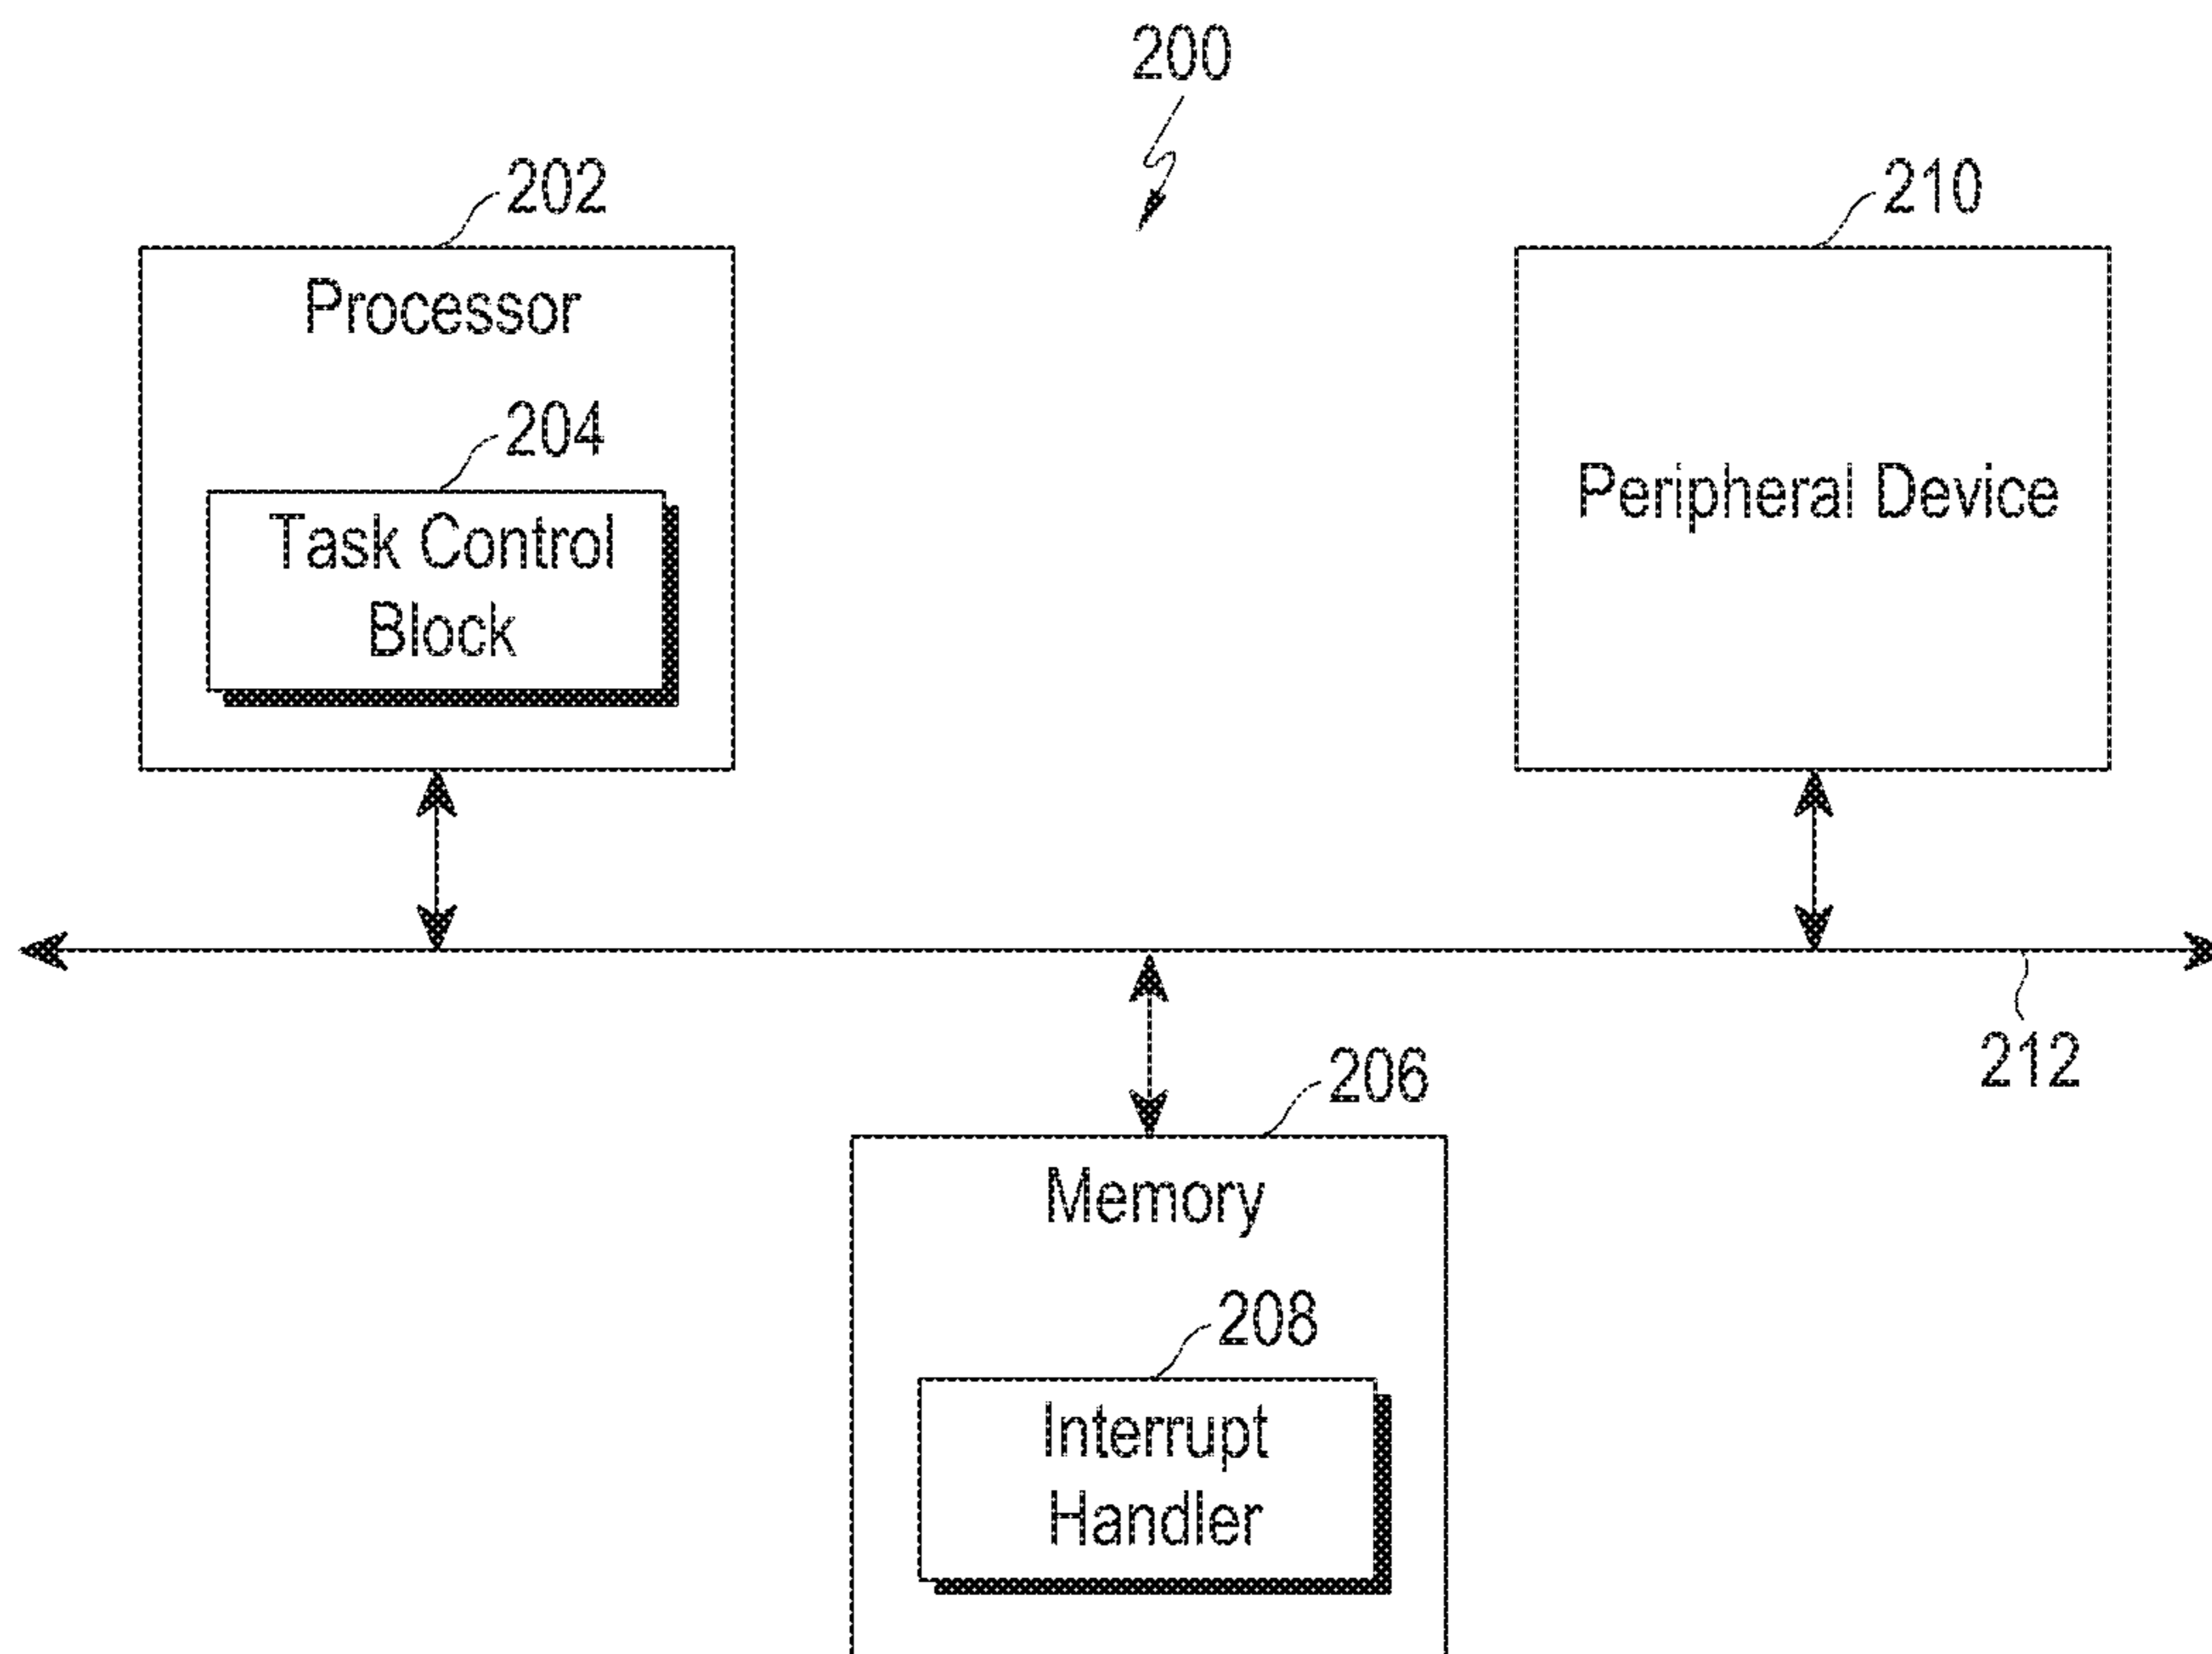 200
202
210
Processor
204
Task Control
Block
Peripheral Device
212
206
Memory
208
Interrupt
Handler